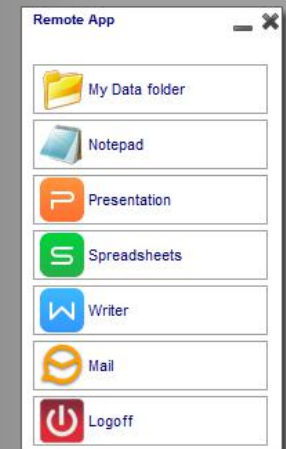 Remote App
My Data folder
Notepad
Presentation
Spreadsheets
Writer
Mail
Logoff